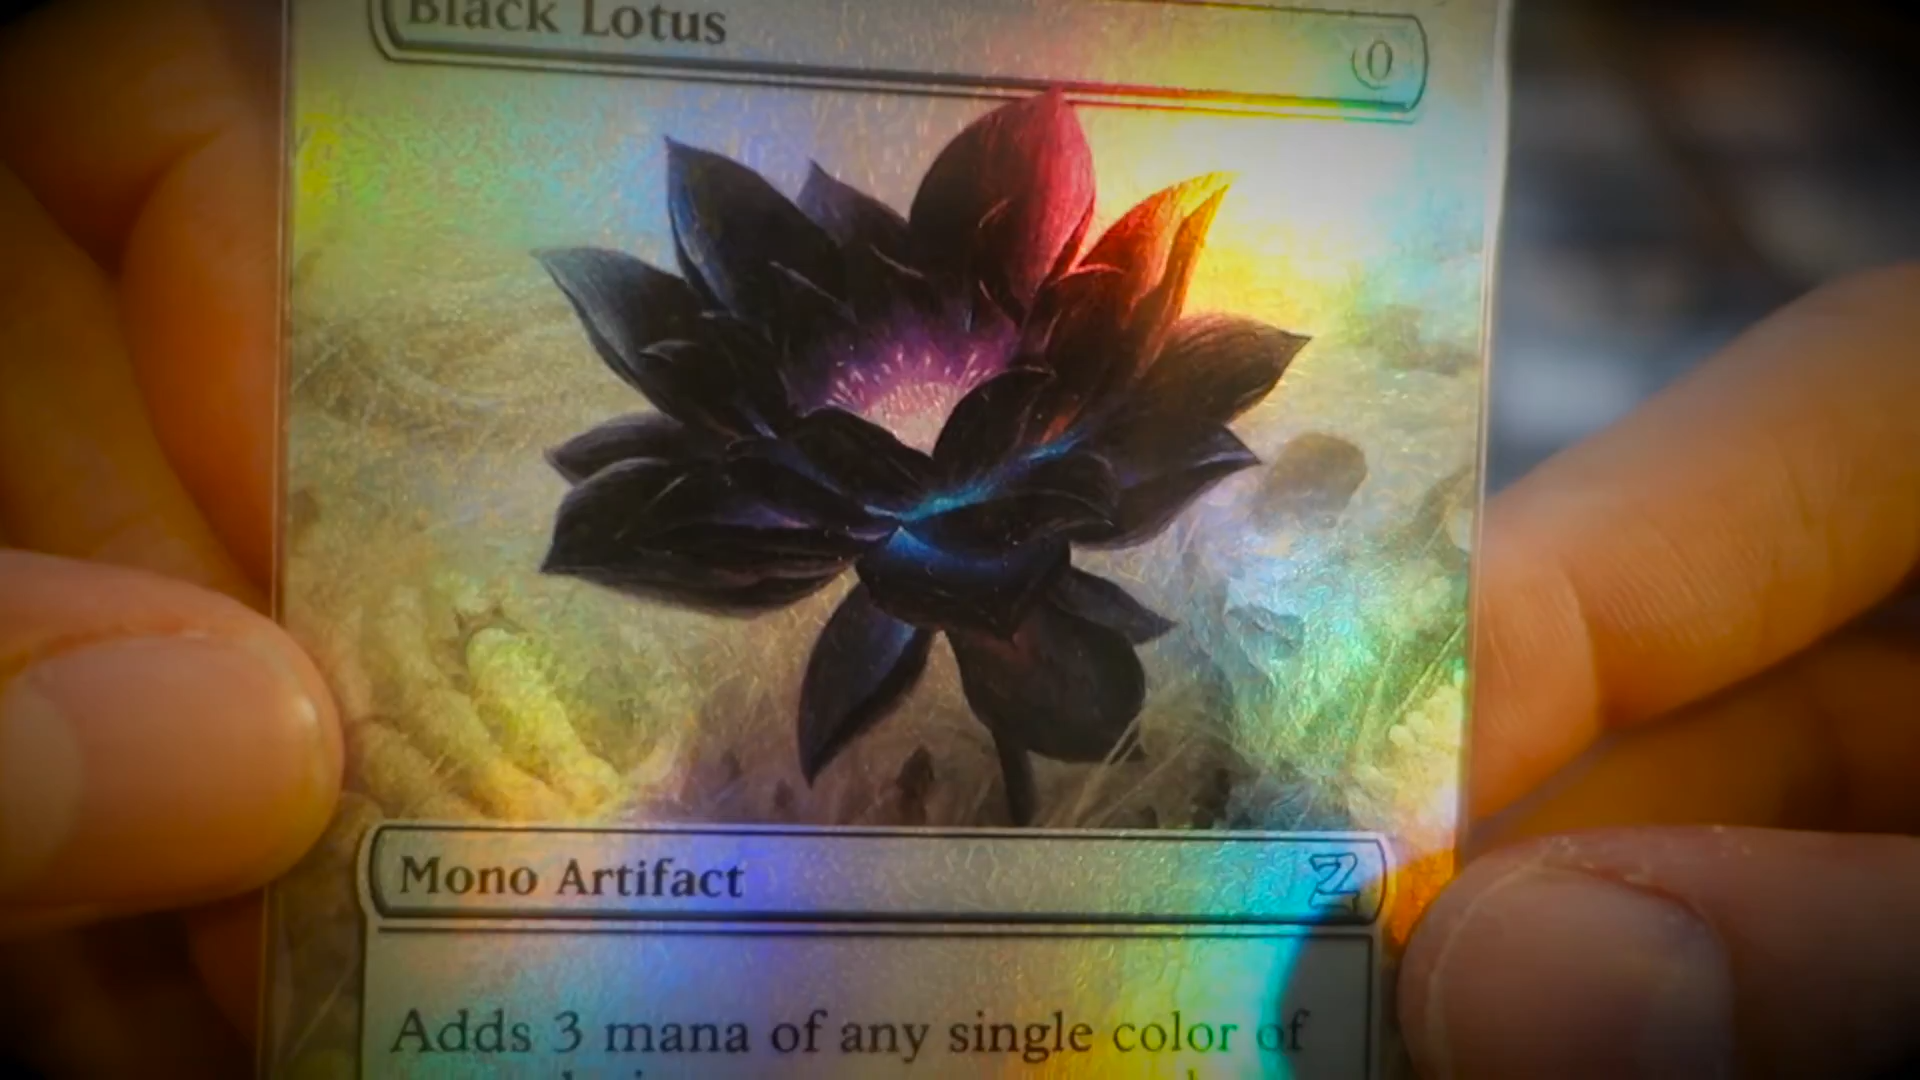 Black Lotus
0
Mono Artifact
Adds 3 mana of any single color of